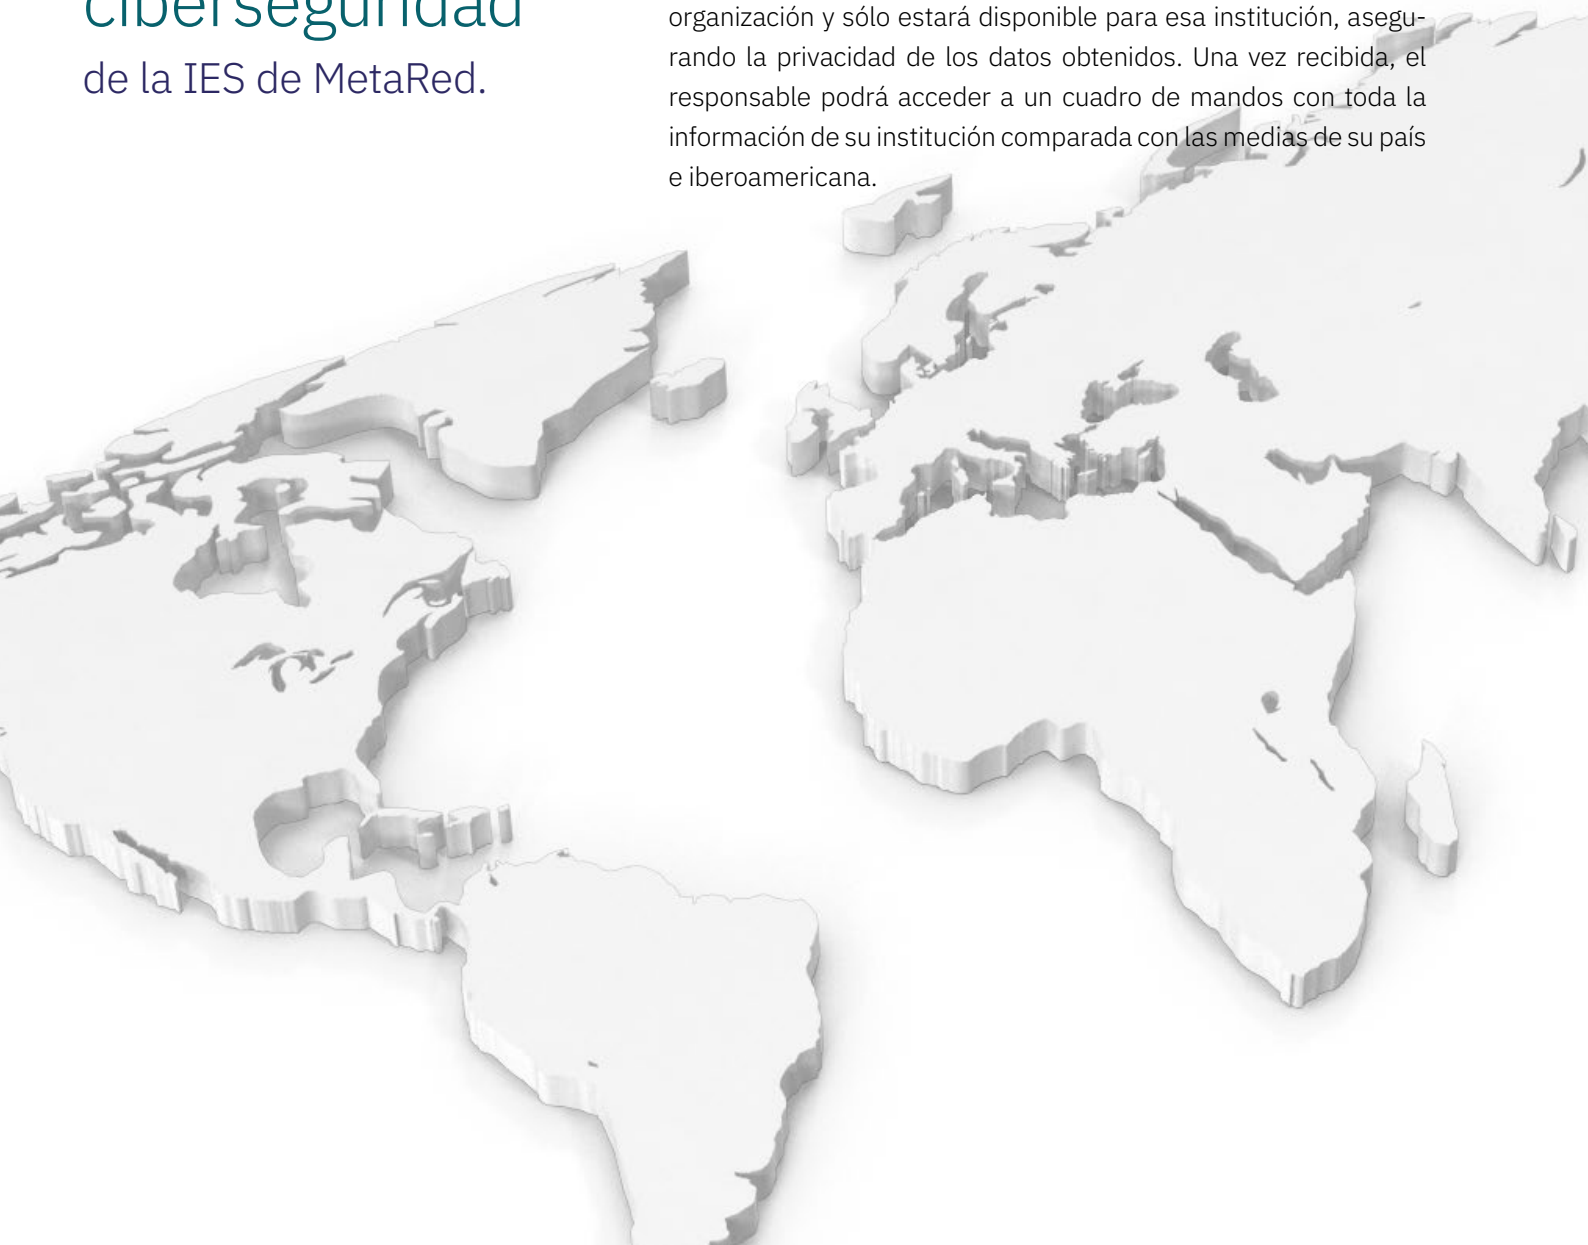 ciberseguridad
de la IES de MetaRed.
organización y sólo estará disponible para esa institución, asegu-
rando la privacidad de los datos obtenidos. Una vez recibida, el
responsable podrá acceder a un cuadro de mandos con toda la
información de su institución comparada con las medias de su país
e iberoamericana.